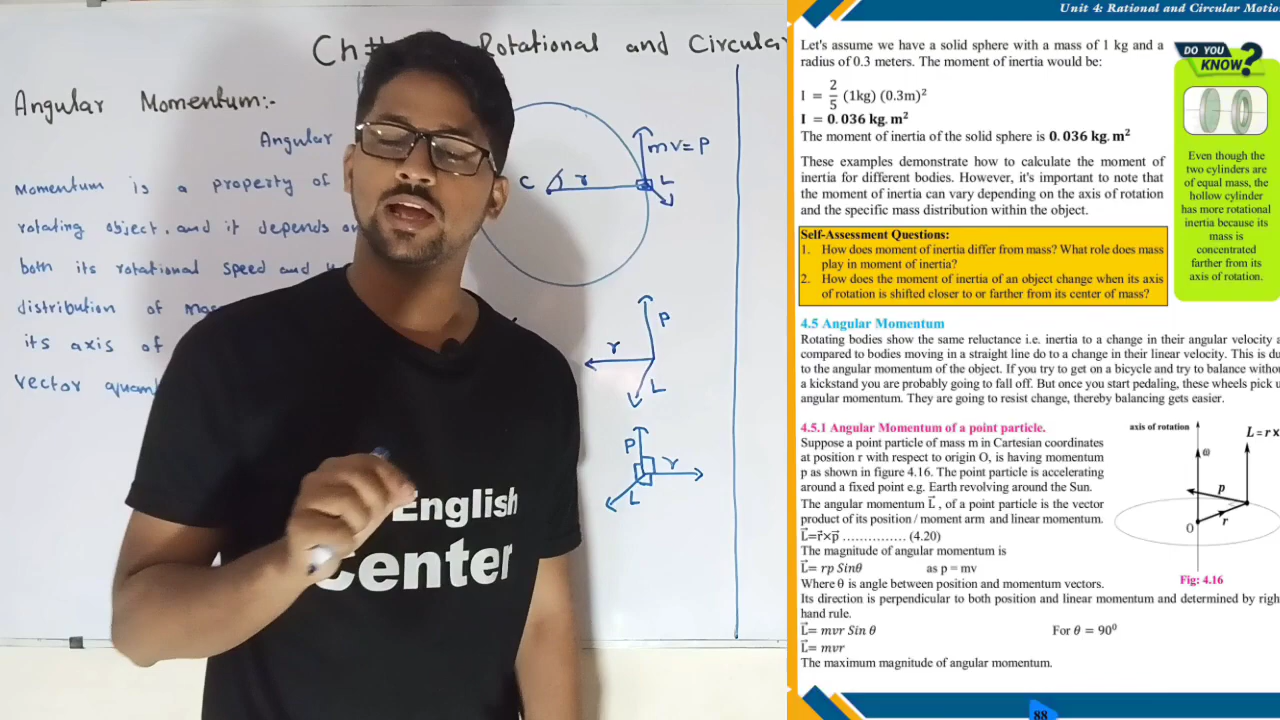 Ch# Rotational and Circular
Angular Momentum:-
Angular
Momentum is a property of
rotating object, and it depends on
both its rotational speed and
distribution of mas
its axis of
vector quan
C r mv=P
L
P
r
L
P
r
L
English
Center
Unit 4: Rational and Circular Motion
Let's assume we have a solid sphere with a mass of 1 kg and a
radius of 0.3 meters. The moment of inertia would be:
I = 2/5 (1kg) (0.3m)²
I = 0.036 kg.m²
The moment of inertia of the solid sphere is 0.036 kg.m²
These examples demonstrate how to calculate the moment of
inertia for different bodies. However, it's important to note that
the moment of inertia can vary depending on the axis of rotation
and the specific mass distribution within the object.
Self-Assessment Questions:
1. How does moment of inertia differ from mass? What role does mass
play in moment of inertia?
2. How does the moment of inertia of an object change when its axis
of rotation is shifted closer to or farther from its center of mass?
DO YOU
KNOW?
Even though the
two cylinders are
of equal mass, the
hollow cylinder
has more rotational
inertia because its
mass is
concentrated
farther from its
axis of rotation.
4.5 Angular Momentum
Rotating bodies show the same reluctance i.e. inertia to a change in their angular velocity a
compared to bodies moving in a straight line do to a change in their linear velocity. This is du
to the angular momentum of the object. If you try to get on a bicycle and try to balance withou
a kickstand you are probably going to fall off. But once you start pedaling, these wheels pick u
angular momentum. They are going to resist change, thereby balancing gets easier.
4.5.1 Angular Momentum of a point particle.
Suppose a point particle of mass m in Cartesian coordinates
at position r with respect to origin O, is having momentum
p as shown in figure 4.16. The point particle is accelerating
around a fixed point e.g. Earth revolving around the Sun.
The angular momentum L⃗ , of a point particle is the vector
product of its position / moment arm and linear momentum.
L⃗=r⃗×p⃗ ............... (4.20)
The magnitude of angular momentum is
L⃗= rp Sinθ as p = mv
Where θ is angle between position and momentum vectors.
Its direction is perpendicular to both position and linear momentum and determined by righ
hand rule.
L⃗= mvr Sin θ For θ = 90⁰
L⃗= mvr
The maximum magnitude of angular momentum.
axis of rotation
L=r×
ω
p
O
r
Fig: 4.16
88